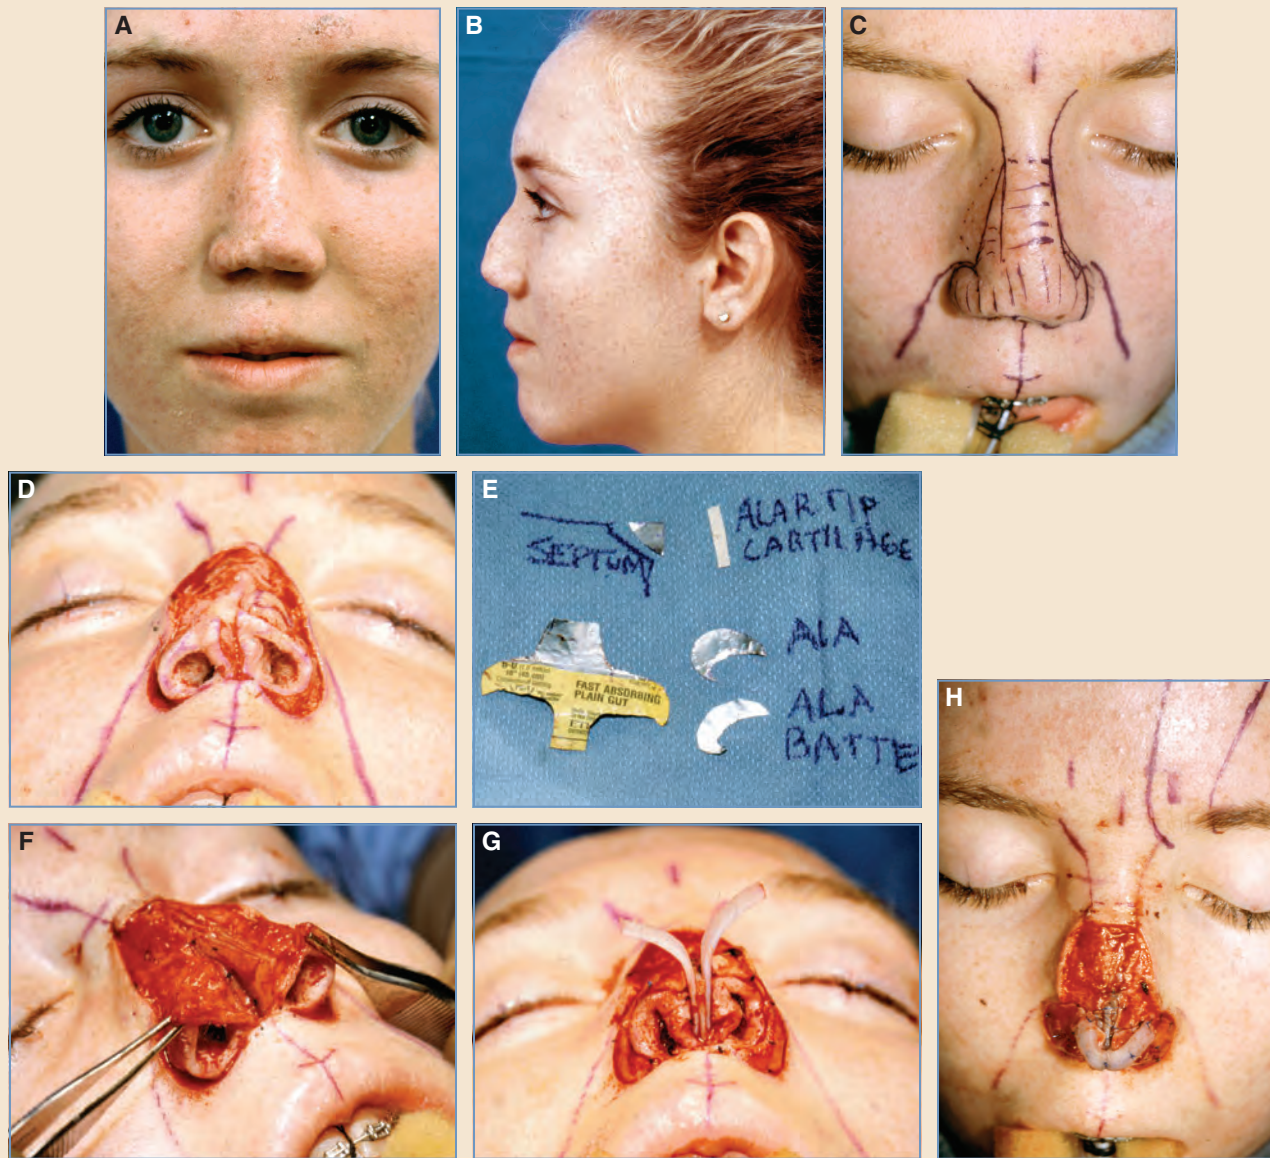 A
B
C
D
E
ALAR TIP
CARTILAGE
SEPTUM
ALA
FAST ABSORBING
PLAIN GUT
ALA
BATTE
F
G
H